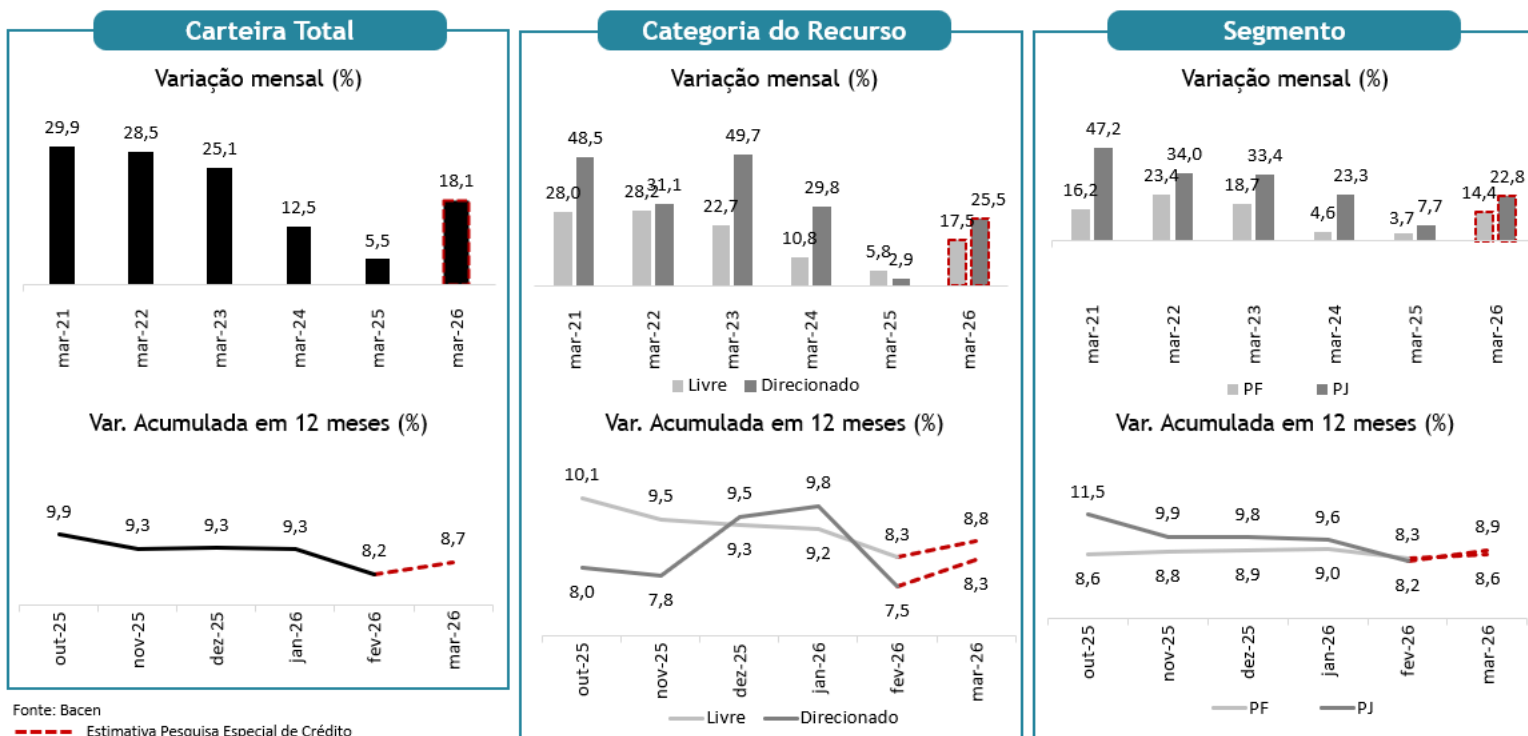 Carteira Total
Variação mensal (%)
29,9
28,5
25,1
12,5
5,5
18,1
mar-21
mar-22
mar-23
mar-24
mar-25
mar-26
Var. Acumulada em 12 meses (%)
9,9
9,3
9,3
9,3
8,2
8,7
out-25
nov-25
dez-25
jan-26
fev-26
mar-26
Categoria do Recurso
Variação mensal (%)
28,0
48,5
28,2
31,1
22,7
49,7
10,8
29,8
5,8
2,9
17,5
25,5
mar-21
mar-22
mar-23
mar-24
mar-25
mar-26
Livre
Direcionado
Var. Acumulada em 12 meses (%)
10,1
9,5
9,5
9,8
8,3
8,8
8,0
7,8
9,3
9,2
7,5
8,3
out-25
nov-25
dez-25
jan-26
fev-26
mar-26
Livre
Direcionado
Segmento
Variação mensal (%)
16,2
47,2
23,4
34,0
18,7
33,4
4,6
23,3
3,7
7,7
14,4
22,8
mar-21
mar-22
mar-23
mar-24
mar-25
mar-26
PF
PJ
Var. Acumulada em 12 meses (%)
11,5
9,9
9,8
9,6
8,3
8,9
8,6
8,8
8,9
9,0
8,2
8,6
out-25
nov-25
dez-25
jan-26
fev-26
mar-26
PF
PJ
Fonte: Bacen
Estimativa Pesquisa Especial de Crédito